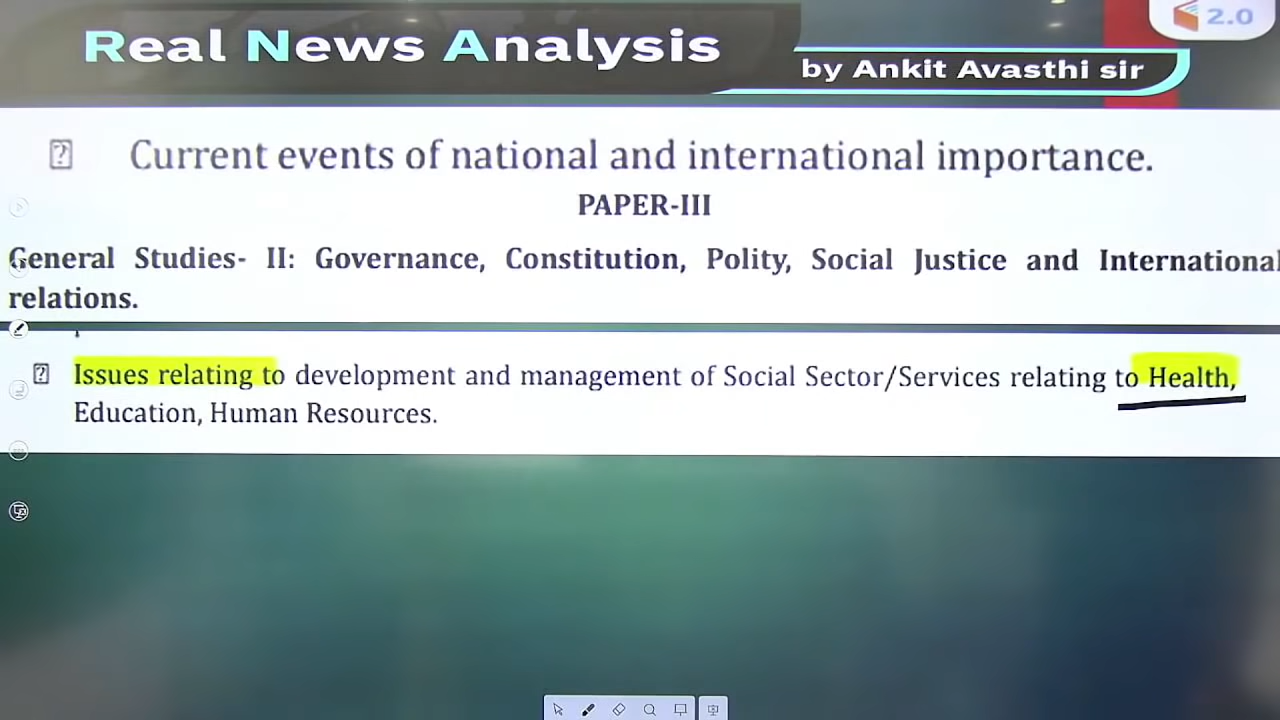 Real News Analysis
by Ankit Avasthi sir
2.0
Current events of national and international importance.
PAPER-III
General Studies- II: Governance, Constitution, Polity, Social Justice and International
relations.
Issues relating to development and management of Social Sector/Services relating to Health,
Education, Human Resources.